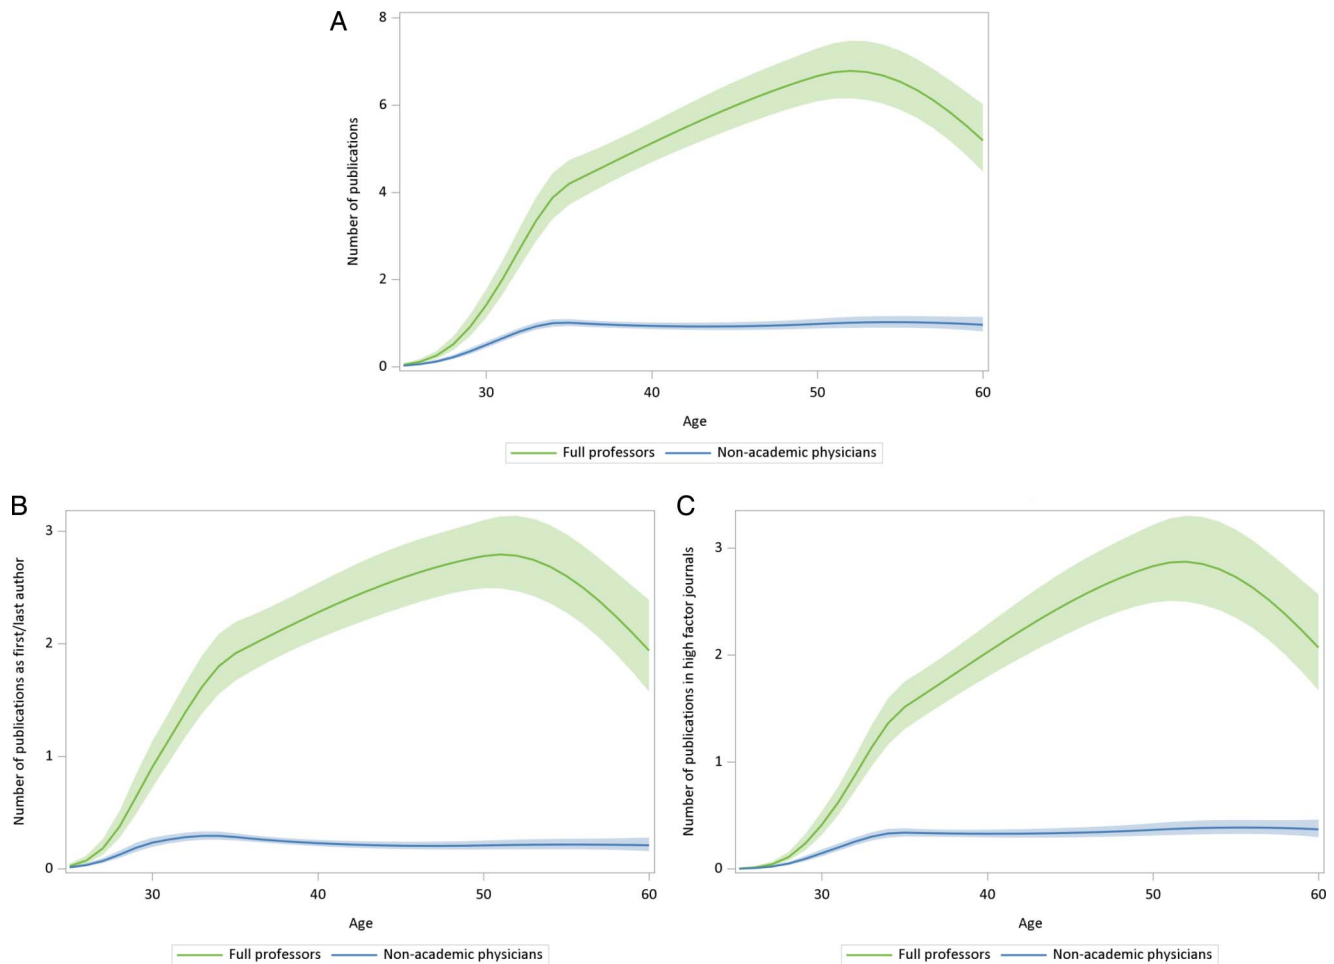 A
Number of publications
8
6
4
2
0
30 40 50 60
Age
Full professors Non-academic physicians
B
Number of publications as first/last author
3
2
1
0
30 40 50 60
Age
Full professors Non-academic physicians
C
Number of publications in high factor journals
3
2
1
0
30 40 50 60
Age
Full professors Non-academic physicians